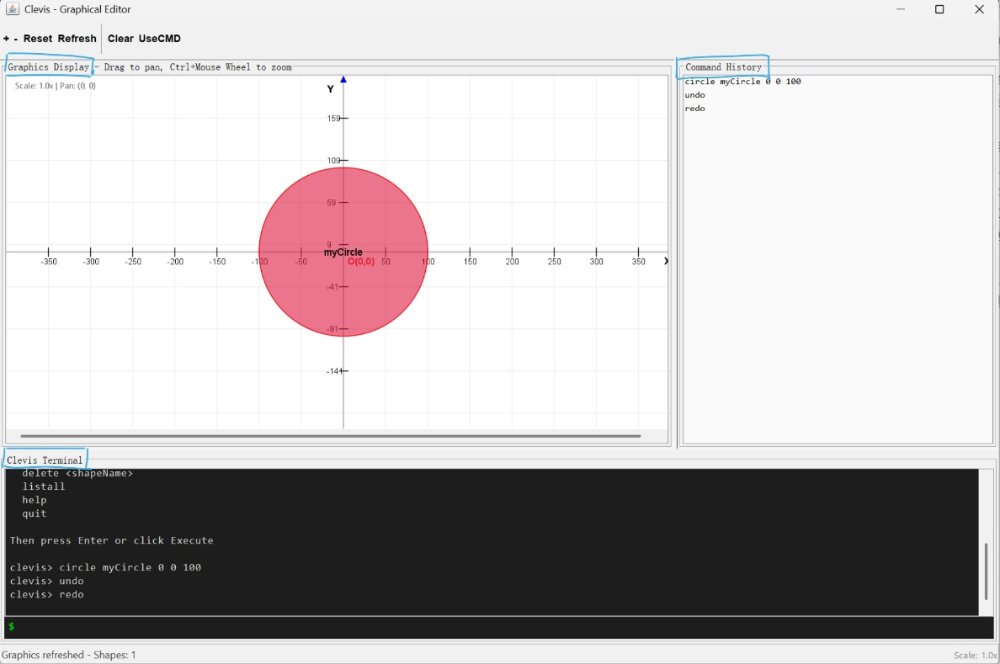 Clevis - Graphical Editor
+ - Reset Refresh Clear UseCMD
Graphics Display - Drag to pan, Ctrl+Mouse Wheel to zoom
Scale: 1.0x | Pan: (0, 0)
Y
159
109
59
9
myCircle
-350 -300 -250 -200 -150 -100 -50 O(0,0) 50 100 150 200 250 300 350 X
-41
-91
-141
Command History
circle myCircle 0 0 100
undo
redo
Clevis Terminal
delete <shapeName>
listall
help
quit
Then press Enter or click Execute
clevis> circle myCircle 0 0 100
clevis> undo
clevis> redo
$
Graphics refreshed - Shapes: 1
Scale: 1.0x